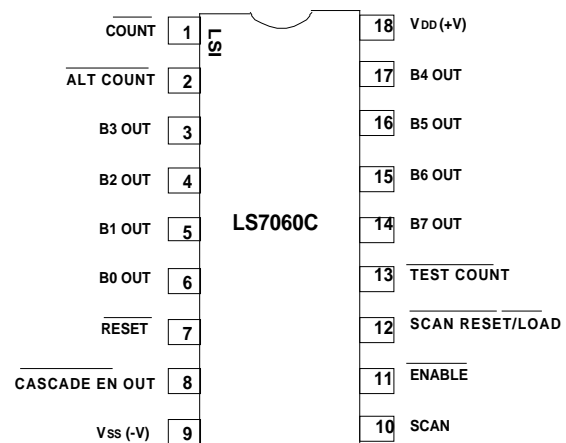 COUNT 1 LSI 18 VDD (+V)
ALT COUNT 2 17 B4 OUT
B3 OUT 3 16 B5 OUT
B2 OUT 4 15 B6 OUT
B1 OUT 5 LS7060C 14 B7 OUT
B0 OUT 6 13 TEST COUNT
RESET 7 12 SCAN RESET/LOAD
CASCADE EN OUT 8 11 ENABLE
VSS (-V) 9 10 SCAN